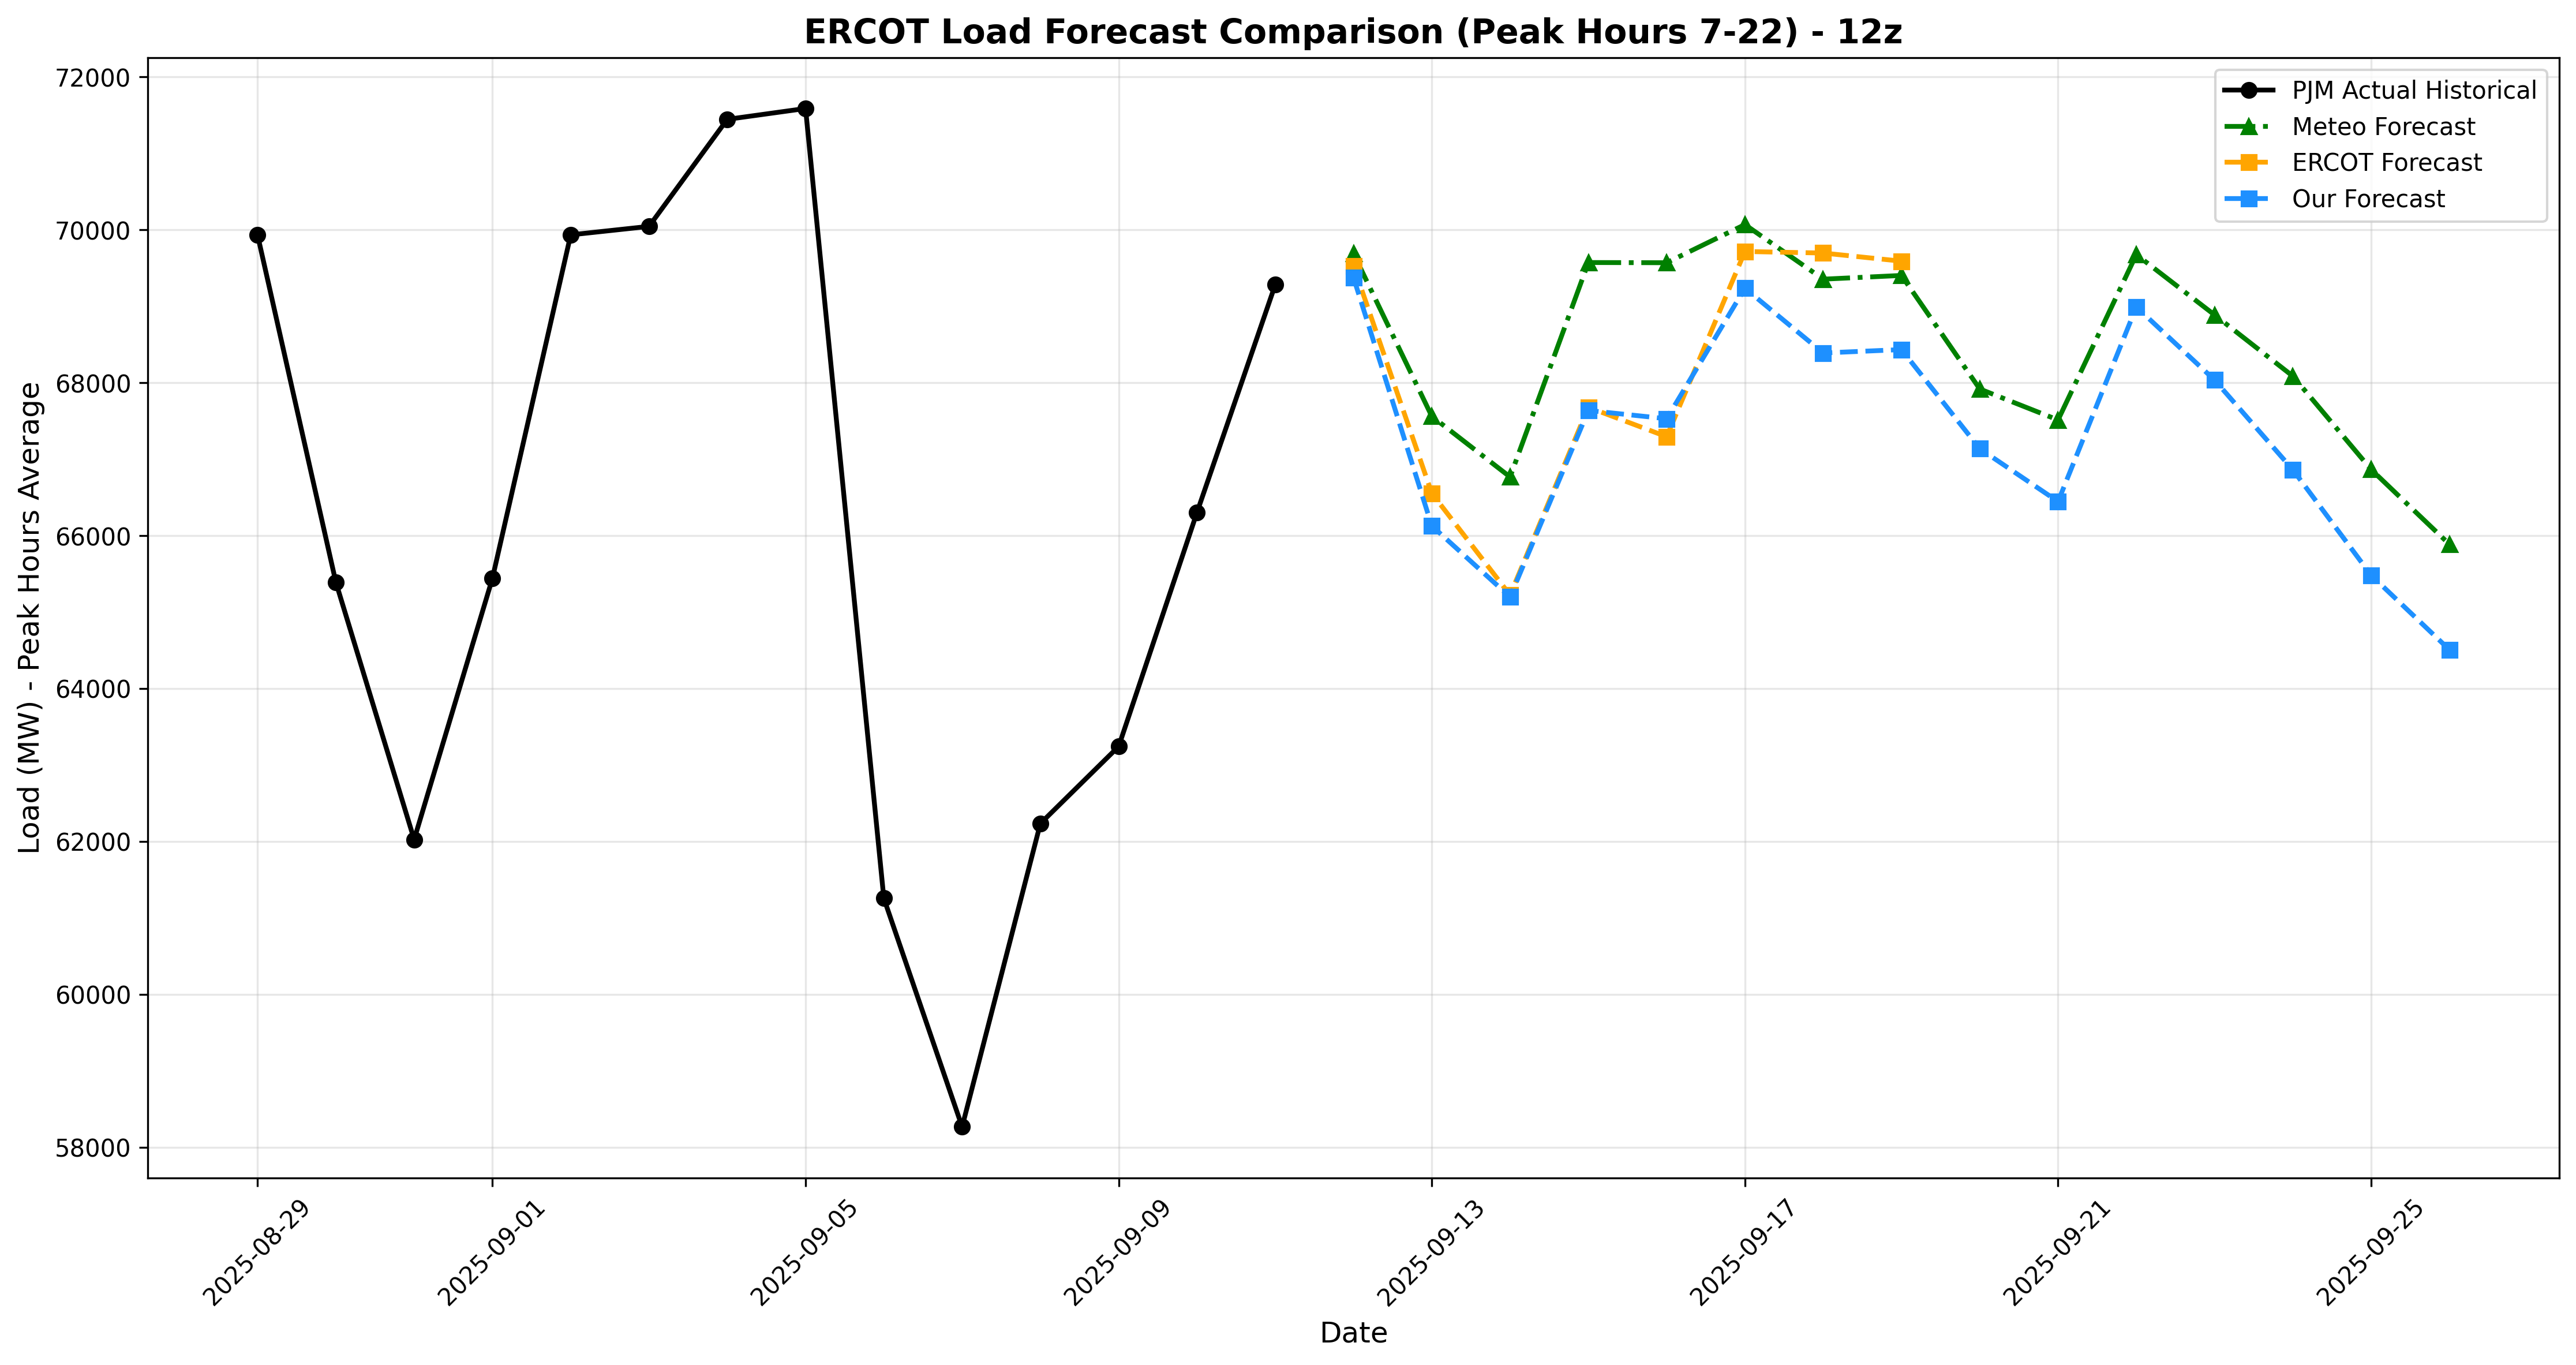 ERCOT Load Forecast Comparison (Peak Hours 7-22) - 12z
PJM Actual Historical
Meteo Forecast
ERCOT Forecast
Our Forecast
Load (MW) - Peak Hours Average
72000
70000
68000
66000
64000
62000
60000
58000
2025-08-29
2025-09-01
2025-09-05
2025-09-09
2025-09-13
2025-09-17
2025-09-21
2025-09-25
Date